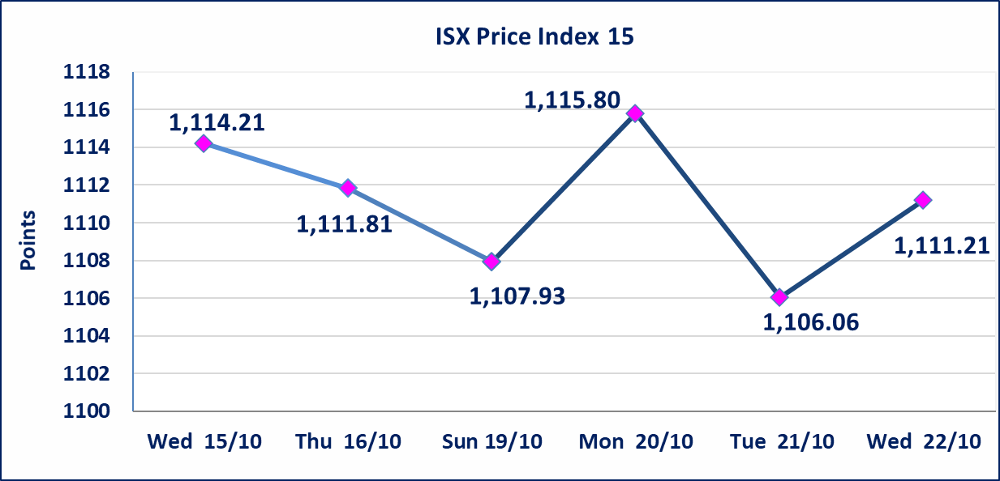 ISX Price Index 15
1118
1116
1114
1112
1110
1108
1106
1104
1102
1100
Points
1,114.21
1,111.81
1,107.93
1,115.80
1,106.06
1,111.21
Wed 15/10
Thu 16/10
Sun 19/10
Mon 20/10
Tue 21/10
Wed 22/10